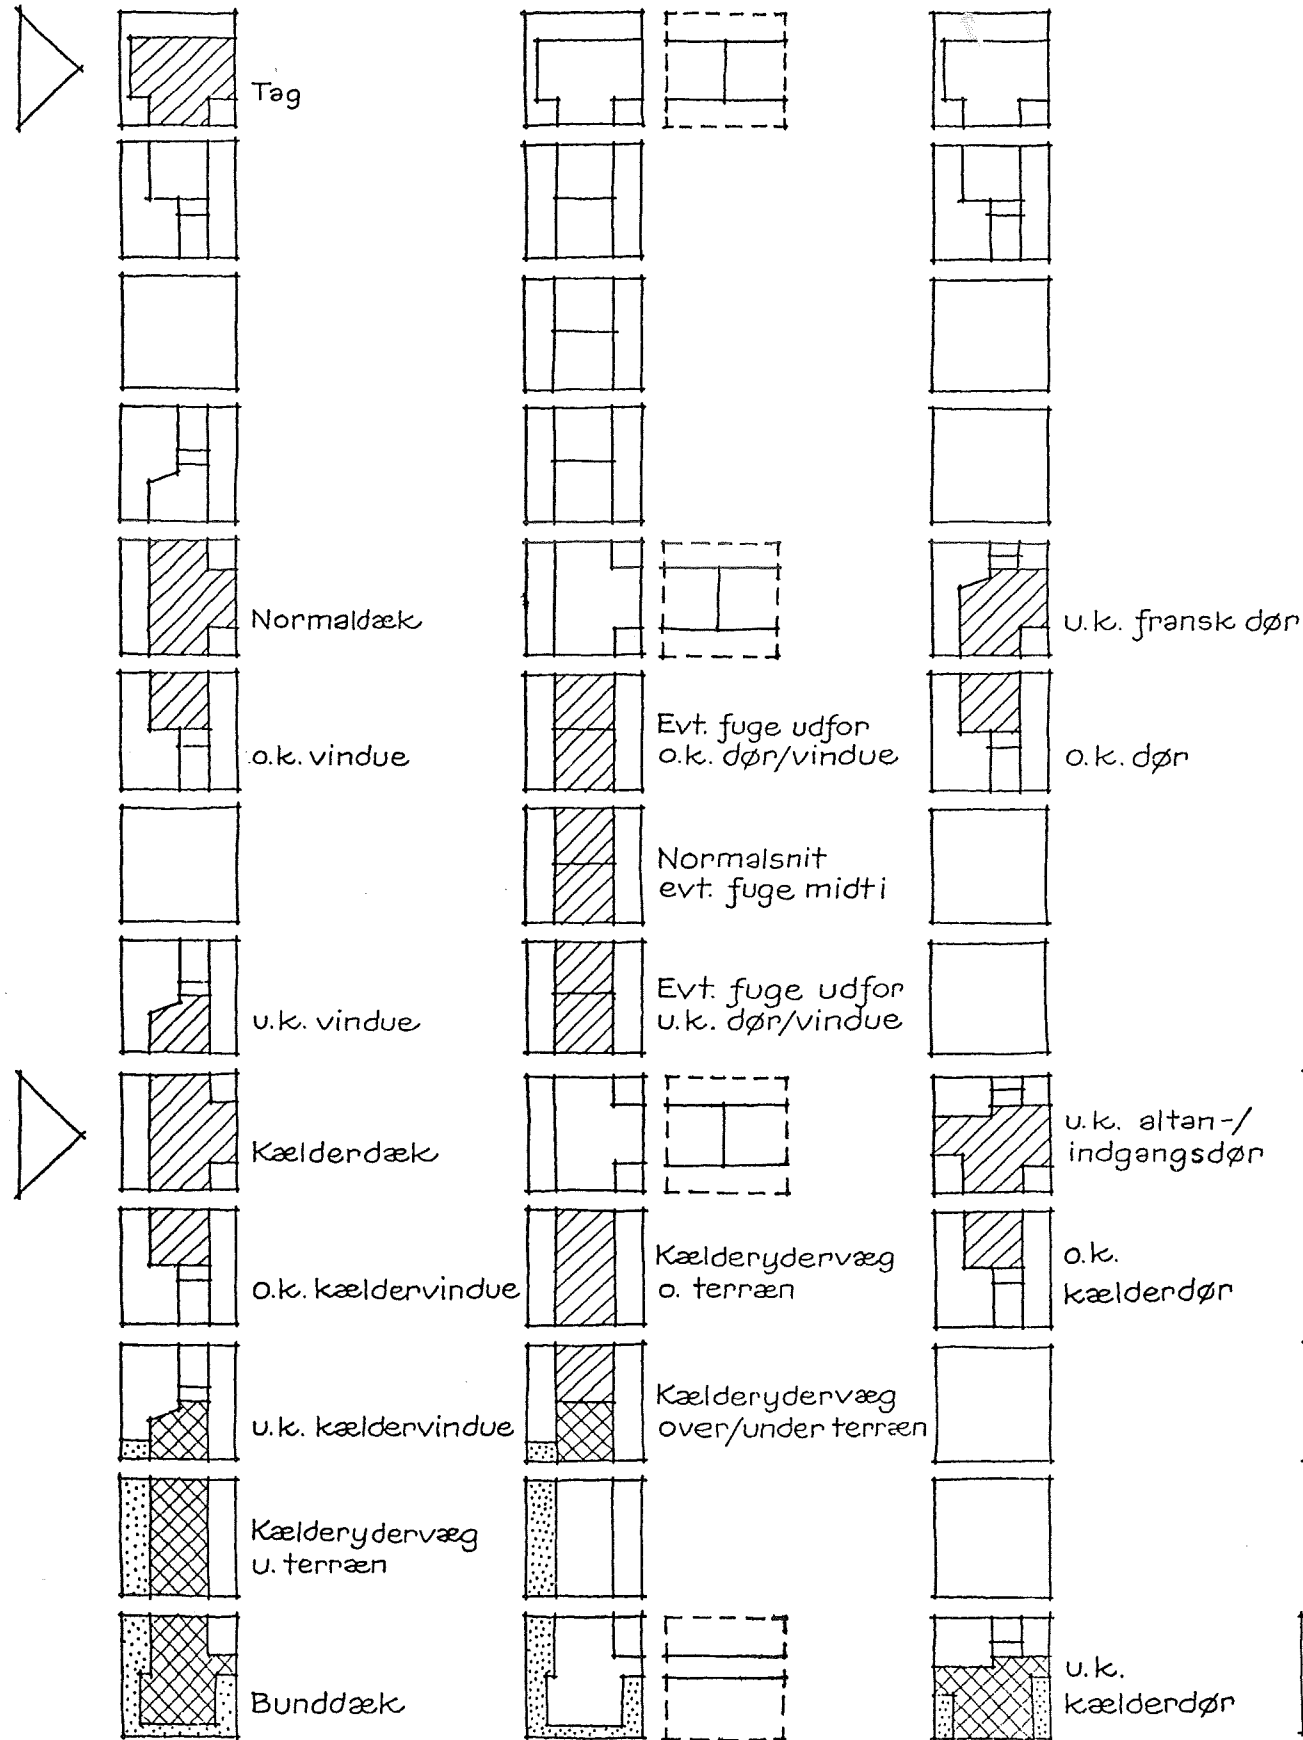 Tag
Normaldæk
u.k. fransk dør
o.k. vindue
Evt. fuge udfor
o.k. dør/vindue
o.k. dør
Normalsnit
evt. fuge midt i
u.k. vindue
Evt. fuge udfor
u.k. dør/vindue
Kælderdæk
u.k. altan-/
indgangsdør
o.k. kældervindue
Kælderydervæg
o. terræn
o.k.
kælderdør
u.k. kældervindue
Kælderydervæg
over/under terræn
Kælderydervæg
u. terræn
Bunddæk
u.k.
kælderdør